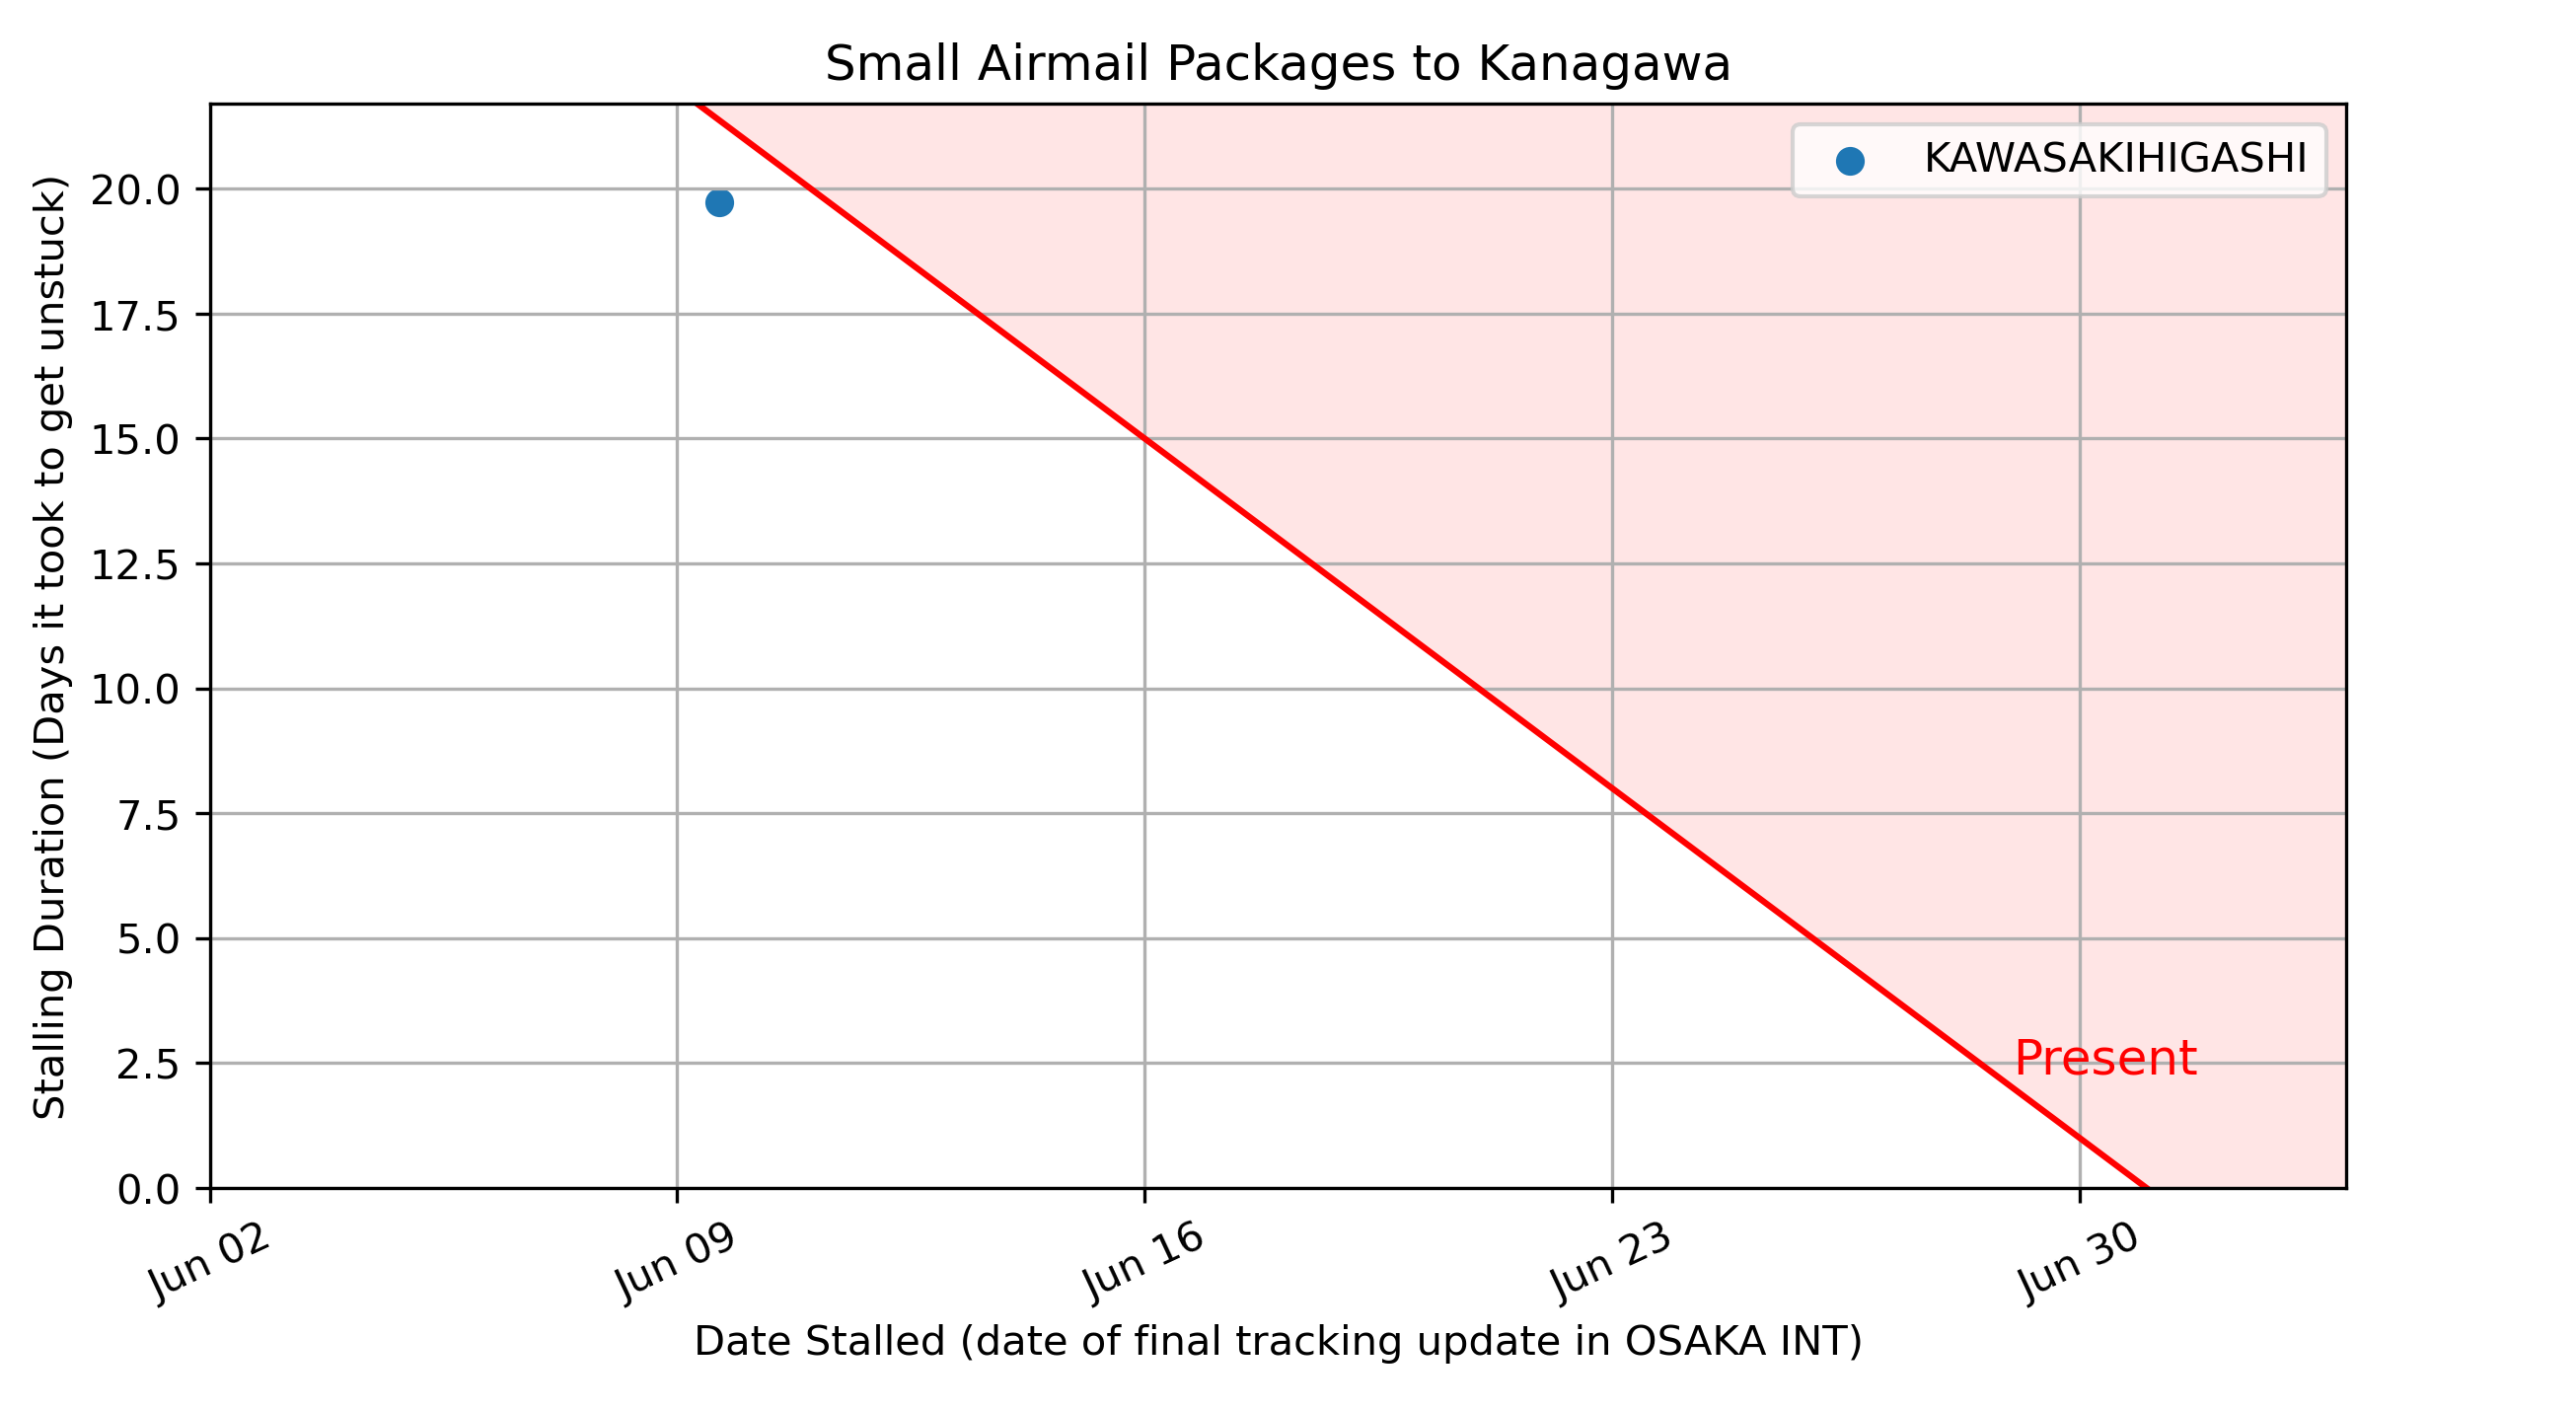 Small Airmail Packages to Kanagawa
KAWASAKIHIGASHI
Stalling Duration (Days it took to get unstuck)
20.0
17.5
15.0
12.5
10.0
7.5
5.0
2.5
0.0
Present
Jun 02
Jun 09
Jun 16
Jun 23
Jun 30
Date Stalled (date of final tracking update in OSAKA INT)